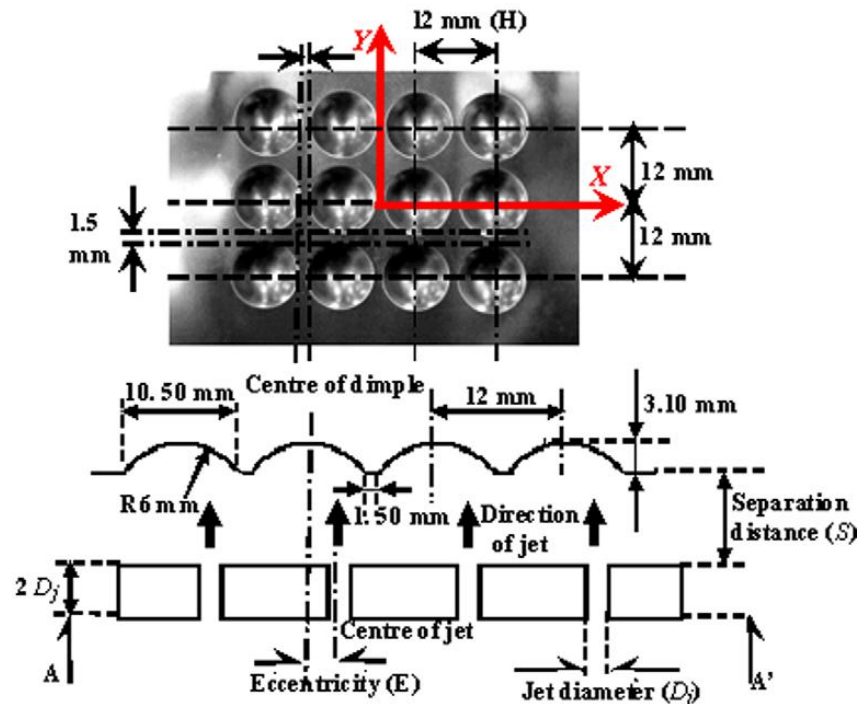 12 mm (H)
Y
X
12 mm
12 mm
1.5
mm
Centre of dimple
10. 50 mm
12 mm
3.10 mm
R6 mm
1. 50 mm
Direction
of jet
Separation
distance (S)
2 Dj
Centre of jet
A
Eccentricity (E)
Jet diameter (Dj)
A'